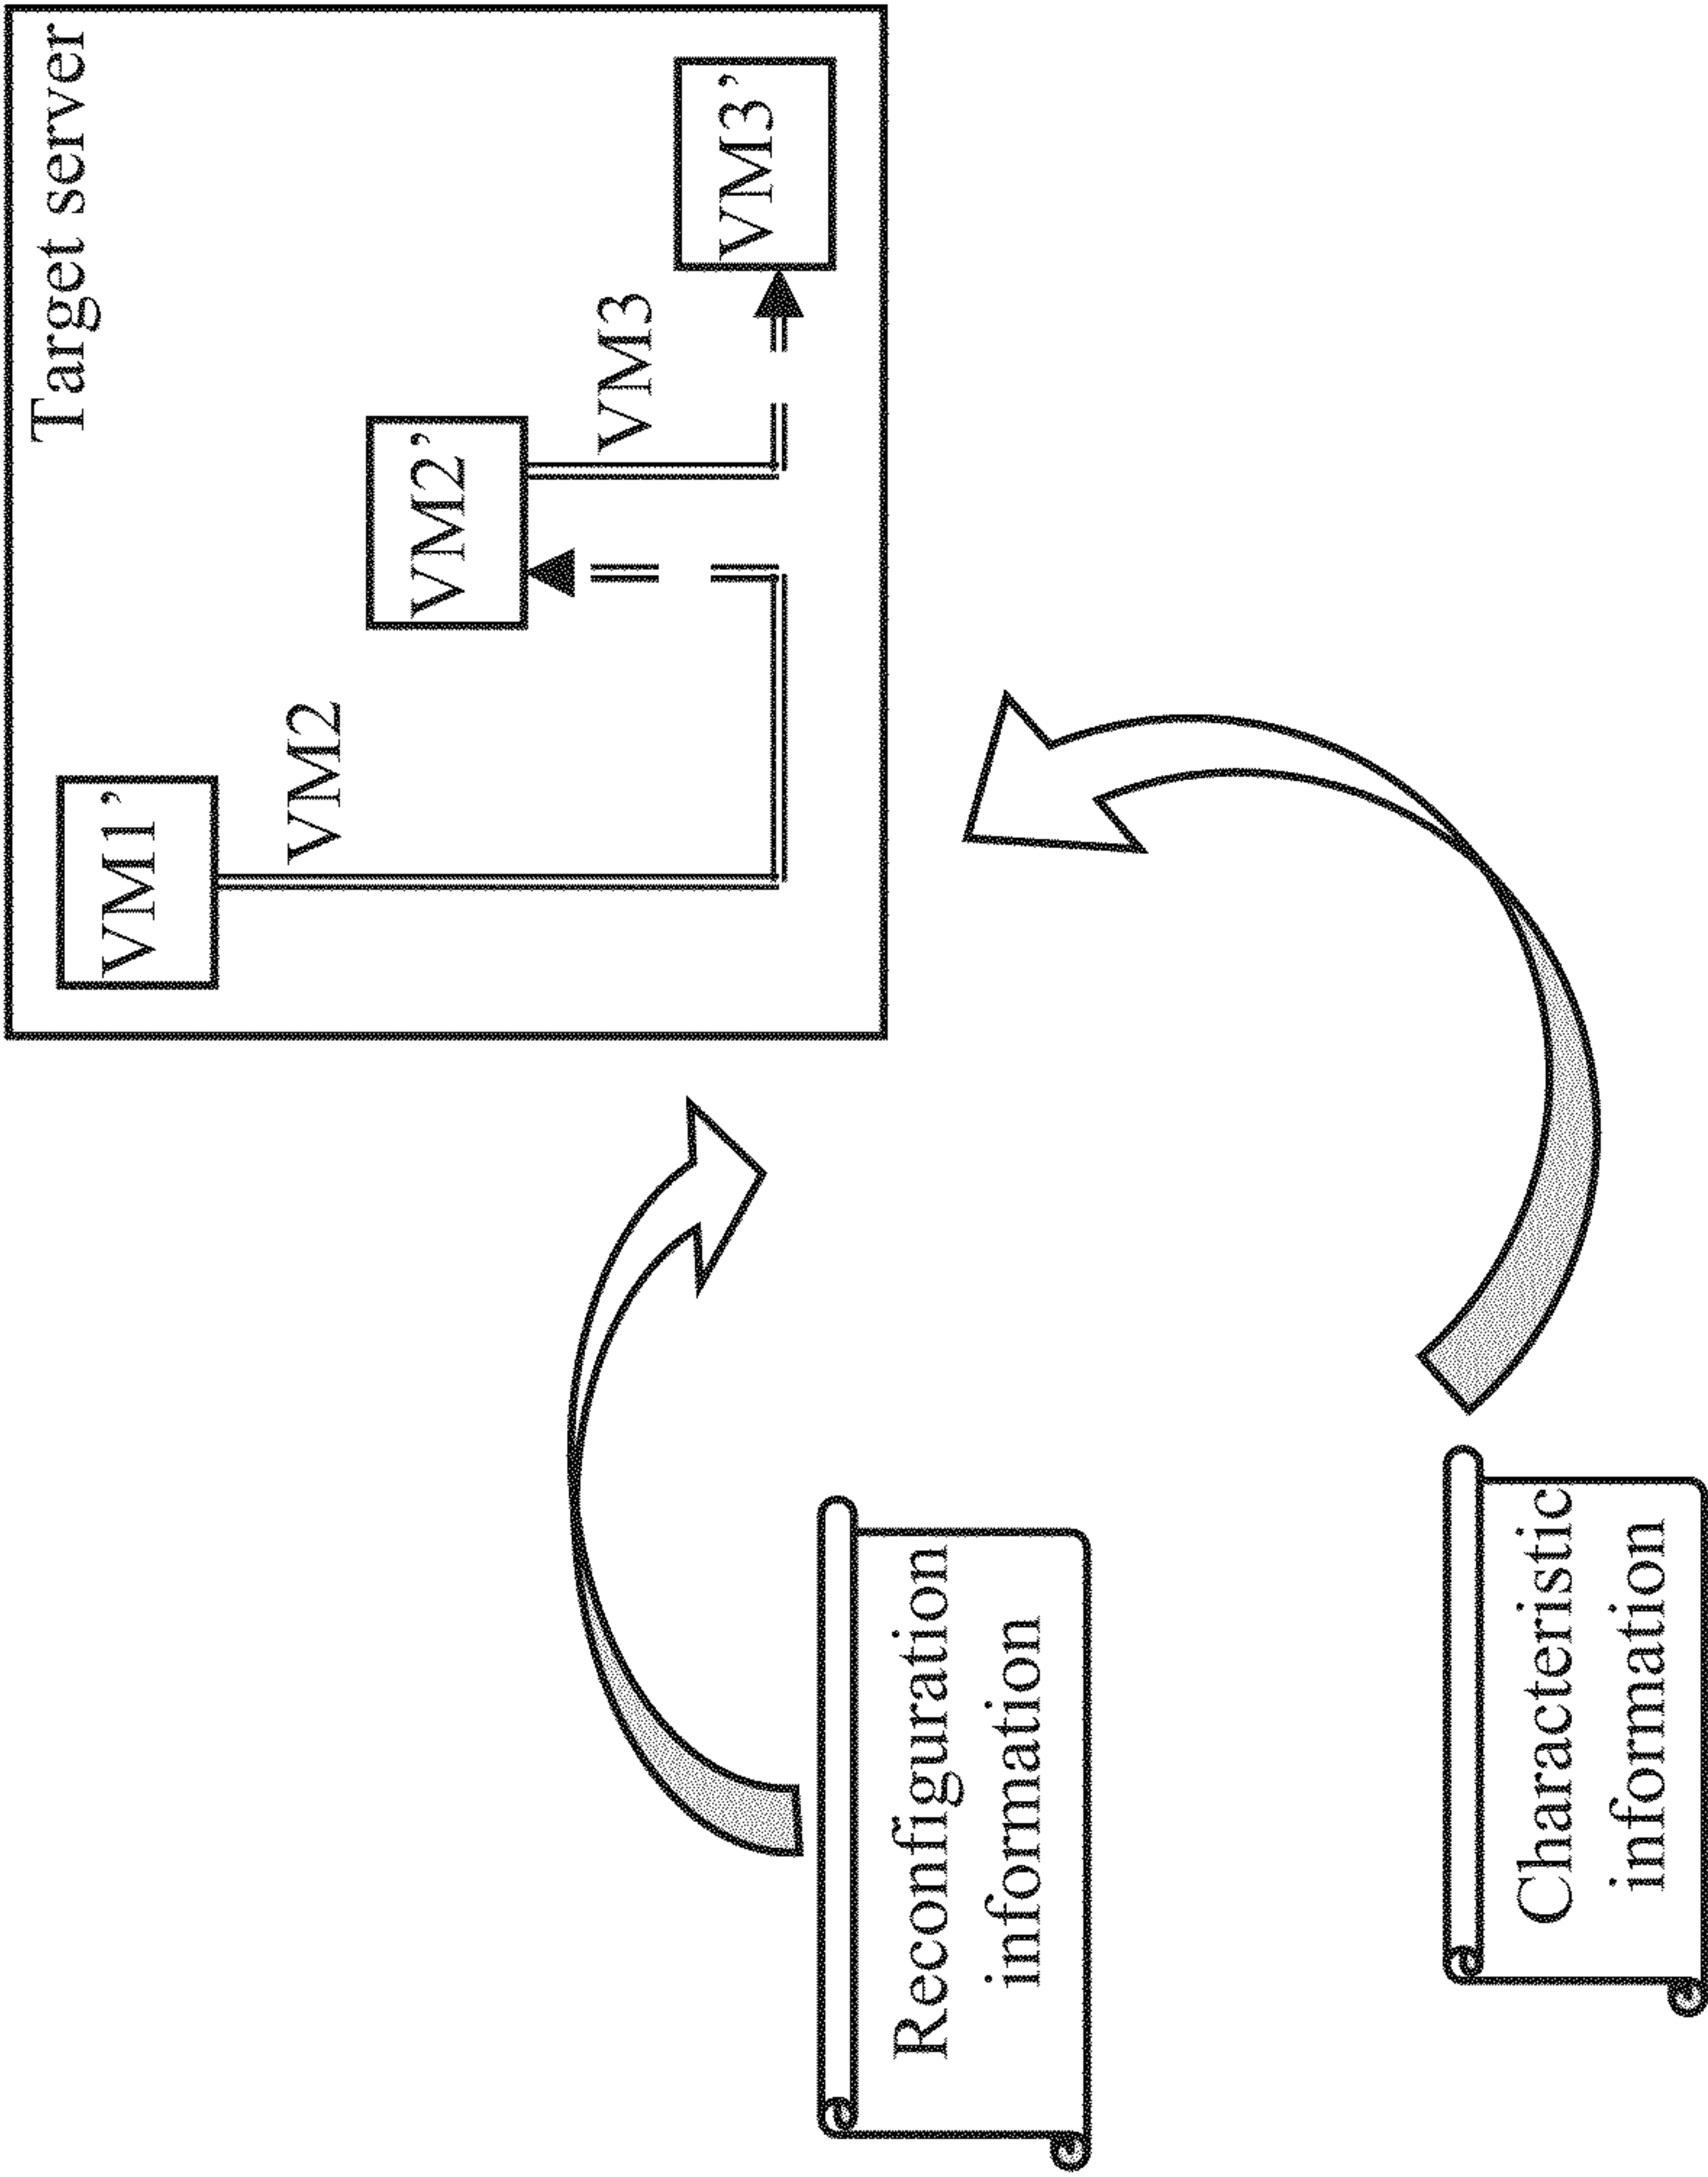 Target server
VM1’
VM2
VM2’
VM3
VM3’
Reconfiguration
information
Characteristic
information